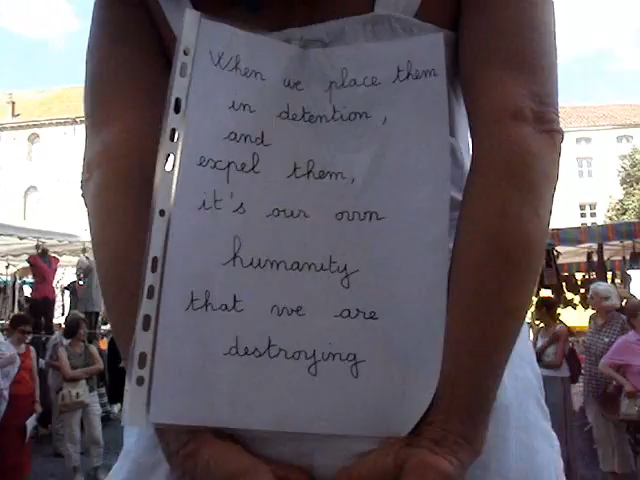 When we place them
in detention,
and
expel them,
it's our own
humanity
that we are
destroying